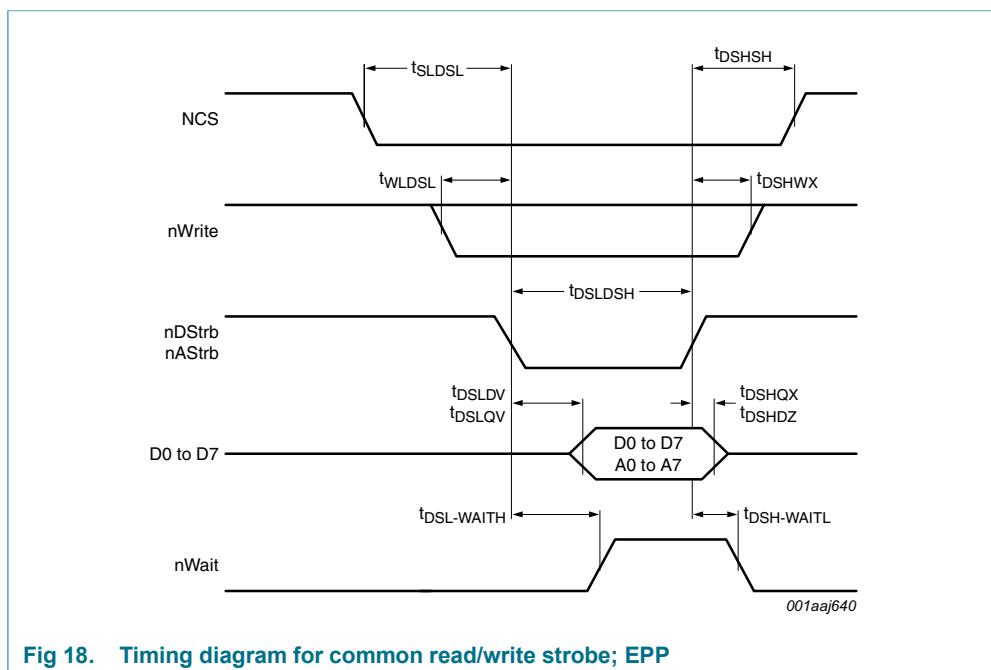 tSLDSL
tDSHSH
NCS
tWLDSL
tDSHWX
nWrite
tDSLDSH
nDStrb
nAStrb
tDSLDV
tDSLQV
tDSHQX
tDSHDZ
D0 to D7
D0 to D7
A0 to A7
tDSL-WAITH
tDSH-WAITL
nWait
001aaj640
Fig 18. Timing diagram for common read/write strobe; EPP